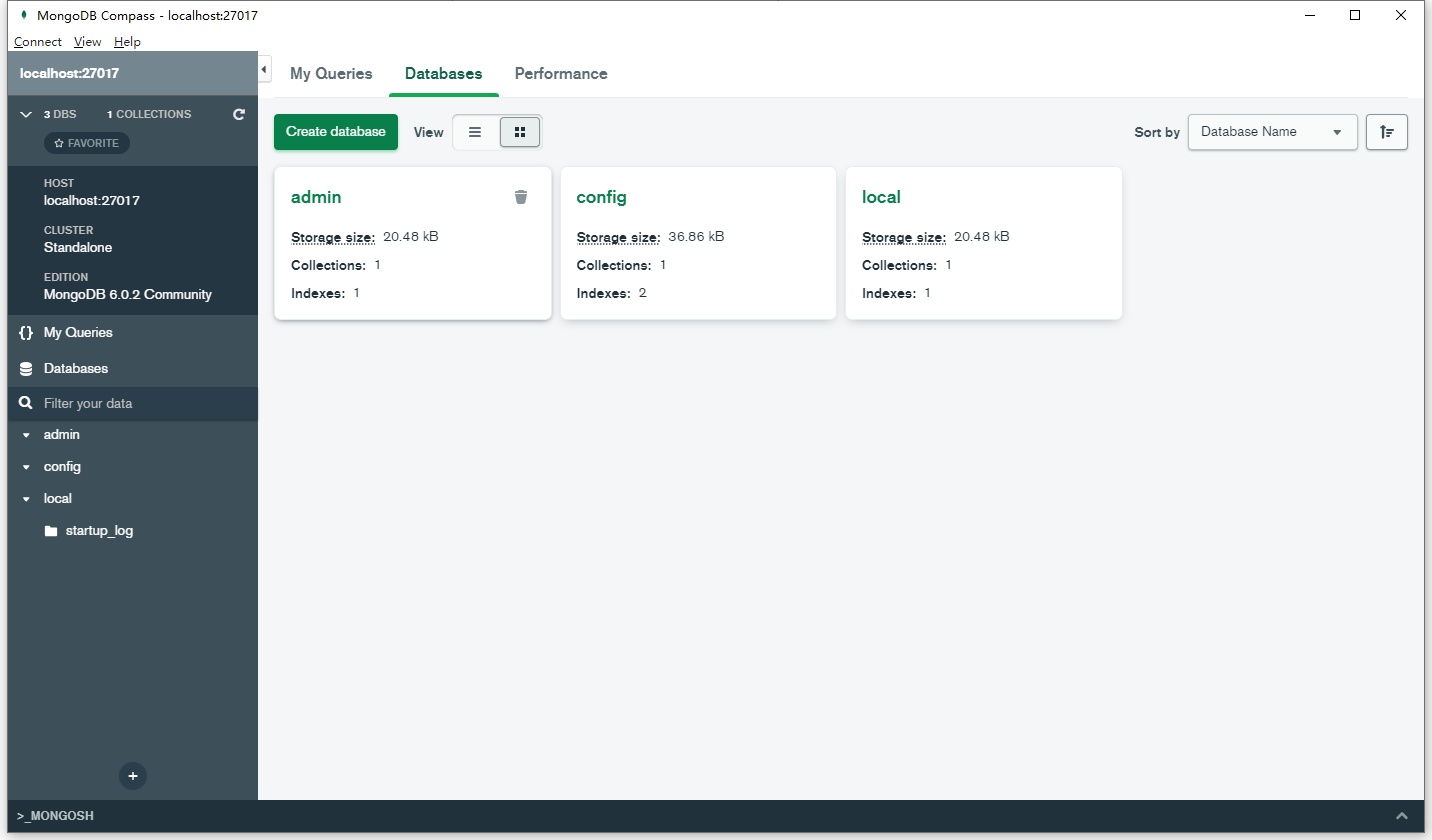 MongoDB Compass - localhost:27017
Connect View Help
localhost:27017
3 DBS 1 COLLECTIONS
FAVORITE
HOST
localhost:27017
CLUSTER
Standalone
EDITION
MongoDB 6.0.2 Community
{} My Queries
Databases
Filter your data
admin
config
local
startup_log
+
My Queries Databases Performance
Create database View Sort by Database Name
admin
Storage size: 20.48 kB
Collections: 1
Indexes: 1
config
Storage size: 36.86 kB
Collections: 1
Indexes: 2
local
Storage size: 20.48 kB
Collections: 1
Indexes: 1
>_MONGOSH